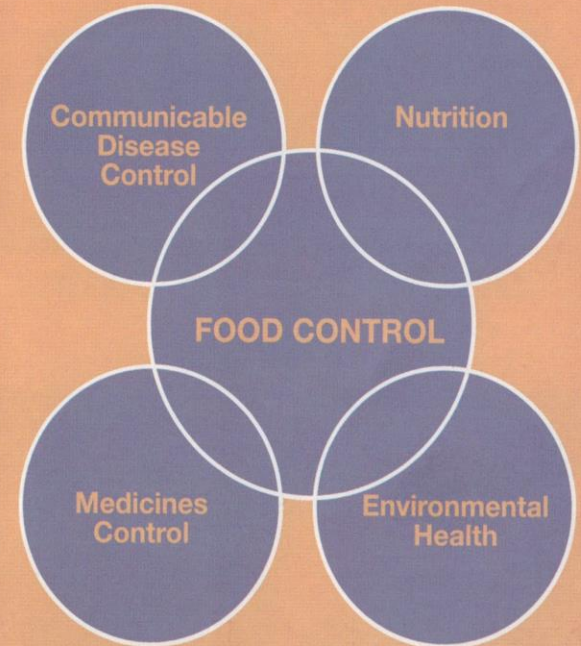 Communicable
Disease
Control
Nutrition
FOOD CONTROL
Medicines
Control
Environmental
Health